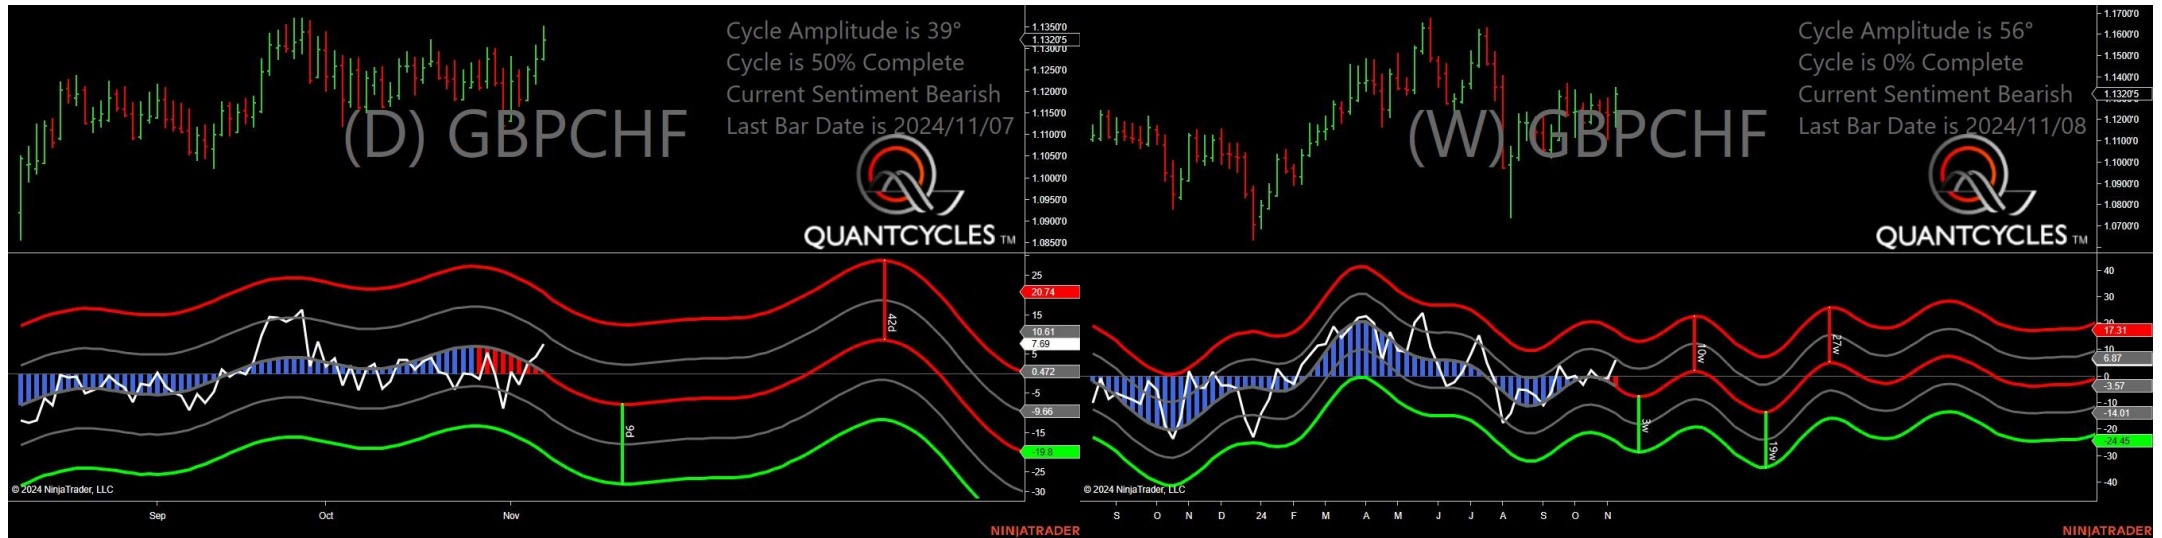 Cycle Amplitude is 39°
Cycle is 50% Complete
Current Sentiment Bearish
Last Bar Date is 2024/11/07
(D) GBPCHF
QUANTCYCLES TM
1.1350'0
1.1320'5
1.1300'0
1.1250'0
1.1200'0
1.1150'0
1.1100'0
1.1050'0
1.1000'0
1.0950'0
1.0900'0
1.0850'0
25
20.74
15
10.61
7.69
5
0.472
-5
-9.66
-15
-19.8
-25
-30
42d
9d
© 2024 NinjaTrader, LLC
Sep
Oct
Nov
NINJATRADER
Cycle Amplitude is 56°
Cycle is 0% Complete
Current Sentiment Bearish
Last Bar Date is 2024/11/08
(W) GBPCHF
QUANTCYCLES TM
1.1700'0
1.1600'0
1.1500'0
1.1400'0
1.1320'5
1.1200'0
1.1100'0
1.1000'0
1.0900'0
1.0800'0
1.0700'0
40
30
17.31
10
6.87
0
-3.57
-10
-14.01
-20
-24.45
-30
-40
10w
27w
3w
19w
© 2024 NinjaTrader, LLC
S
O
N
D
24
F
M
A
M
J
J
A
S
O
N
NINJATRADER